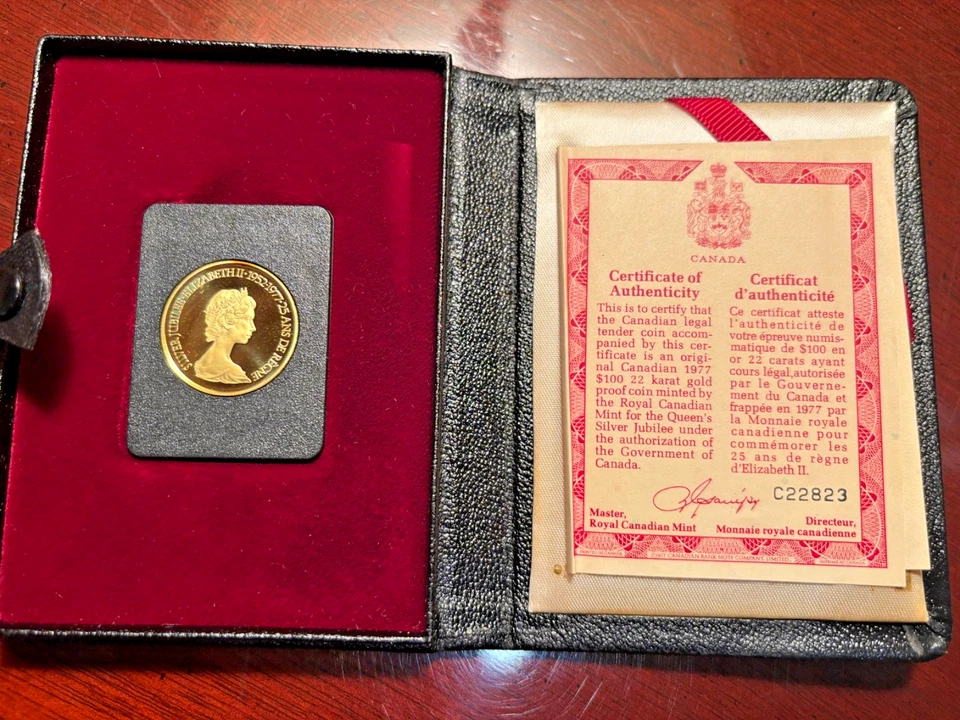 SILVER JUBILEE ELIZABETH II · 1952-1977 · 25 ANS DE RÈGNE
CANADA
Certificate of
Authenticity
This is to certify that
the Canadian legal
tender coin accom-
panied by this cer-
tificate is an origi-
nal Canadian 1977
$100 22 karat gold
proof coin minted by
the Royal Canadian
Mint for the Queen's
Silver Jubilee under
the authorization of
the Government of
Canada.
Certificat
d'authenticité
Ce certificat atteste
l'authenticité de
votre épreuve numis-
matique de $100 en
or 22 carats ayant
cours légal,autorisée
par le Gouverne-
ment du Canada et
frappée en 1977 par
la Monnaie royale
canadienne pour
commémorer les
25 ans de règne
d'Elizabeth II.
C22823
Master,
Royal Canadian Mint
Directeur,
Monnaie royale canadienne
CANADIAN BANK NOTE COMPANY, LIMITED